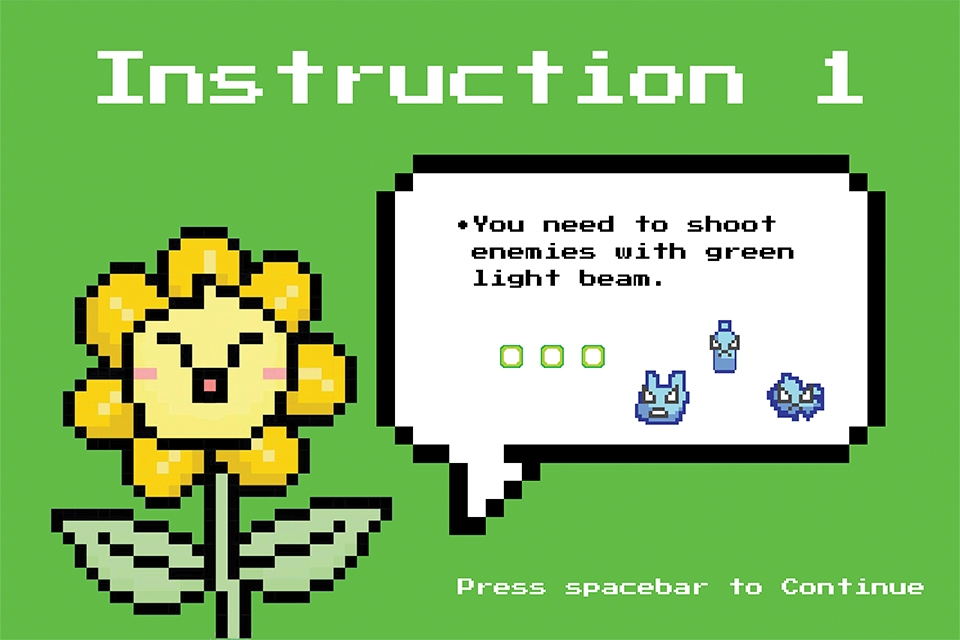 Instruction 1
•You need to shoot
enemies with green
light beam.
Press spacebar to Continue